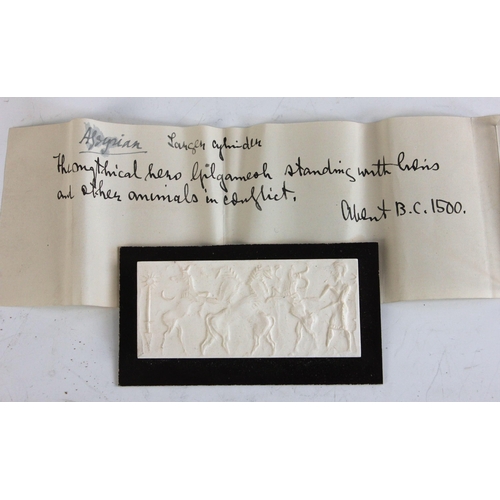 Assyrian Larger cylinder
The mythical hero Gilgamesh standing with lions
and other animals in conflict.
About B.C. 1500.